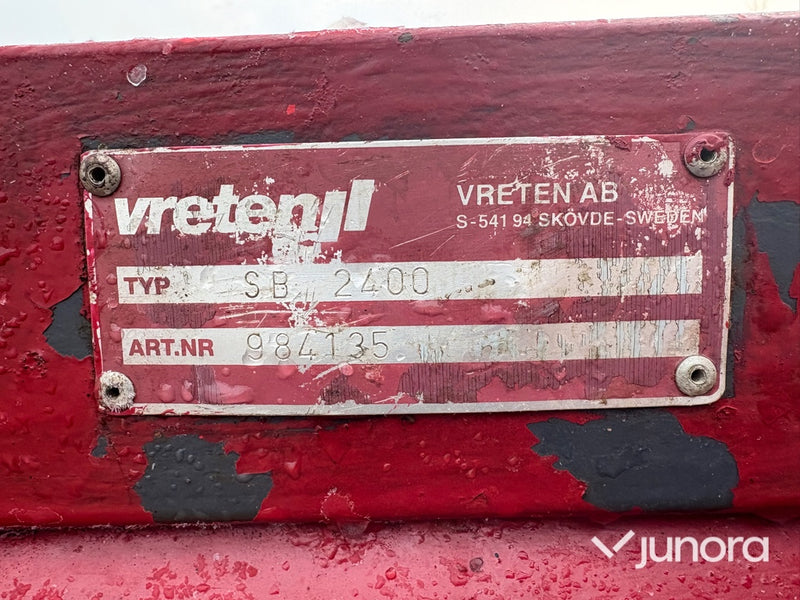 vreten
VRETEN AB
S-541 94 SKÖVDE-SWEDEN
TYP SB 2400
ART.NR 984135
junora